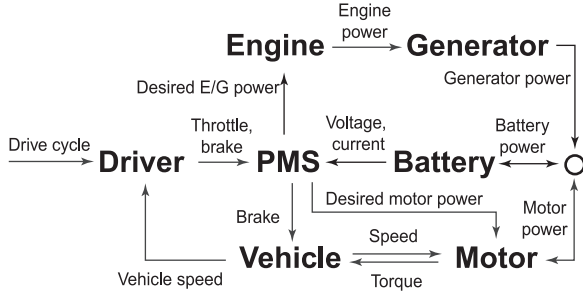 Engine
power
Engine
Generator
Desired E/G power
Generator power
Throttle,
brake
Voltage,
current
Battery
power
Drive cycle
Driver
PMS
Battery
Desired motor power
Motor
power
Brake
Speed
Vehicle
Motor
Vehicle speed
Torque